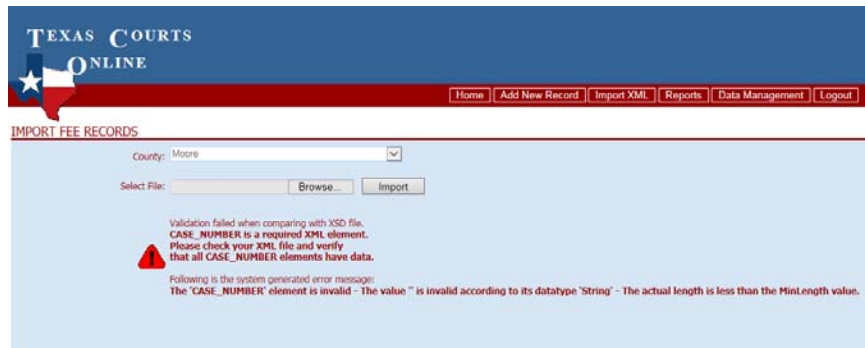 TEXAS COURTS
ONLINE
Home Add New Record Import XML Reports Data Management Logout
IMPORT FEE RECORDS
County: Moore
Select File: Browse... Import
Validation failed when comparing with XSD file.
CASE_NUMBER is a required XML element.
Please check your XML file and verify
that all CASE_NUMBER elements have data.
Following is the system generated error message:
The 'CASE_NUMBER' element is invalid - The value '' is invalid according to its datatype 'String' - The actual length is less than the MinLength value.